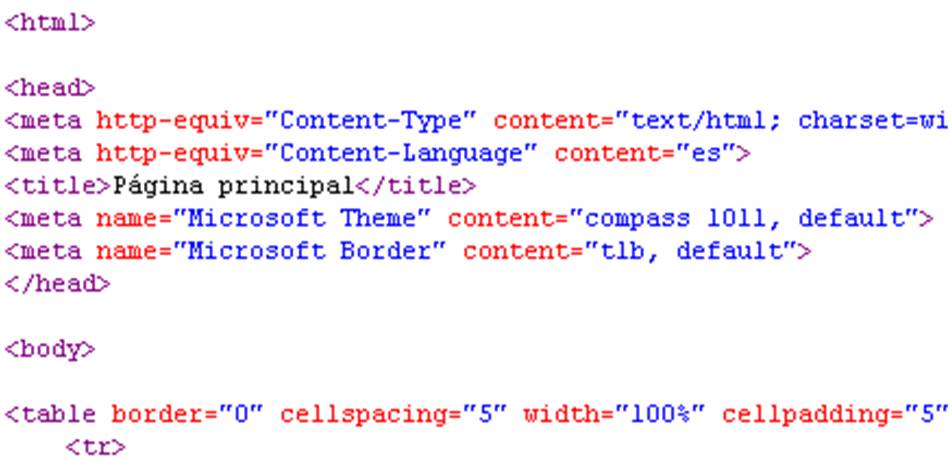 <html>
<head>
<meta http-equiv="Content-Type" content="text/html; charset=wi
<meta http-equiv="Content-Language" content="es">
<title>Página principal</title>
<meta name="Microsoft Theme" content="compass 1011, default">
<meta name="Microsoft Border" content="tlb, default">
</head>
<body>
<table border="0" cellspacing="5" width="100%" cellpadding="5"
<tr>